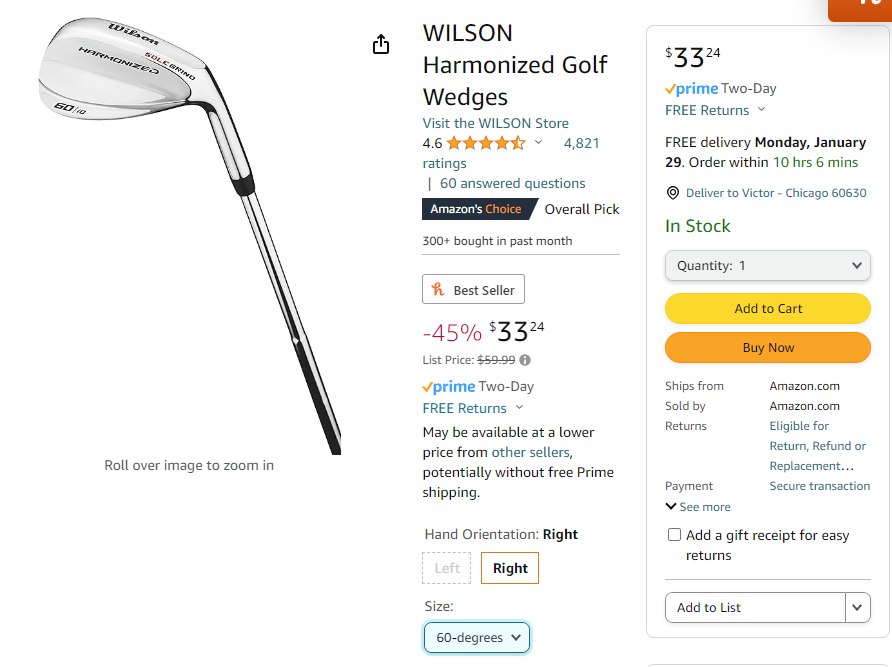 Wilson
HARMONIZED
SOLE GRIND
60/10
Roll over image to zoom in
WILSON
Harmonized Golf
Wedges
Visit the WILSON Store
4.6 4,821
ratings
| 60 answered questions
Amazon's Choice Overall Pick
300+ bought in past month
Best Seller
-45% $33 24
List Price: $59.99
prime Two-Day
FREE Returns
May be available at a lower
price from other sellers,
potentially without free Prime
shipping.
Hand Orientation: Right
Left Right
Size:
60-degrees
$33 24
prime Two-Day
FREE Returns
FREE delivery Monday, January
29. Order within 10 hrs 6 mins
Deliver to Victor - Chicago 60630
In Stock
Quantity: 1
Add to Cart
Buy Now
Ships from Amazon.com
Sold by Amazon.com
Returns Eligible for
Return, Refund or
Replacement…
Payment Secure transaction
See more
Add a gift receipt for easy
returns
Add to List